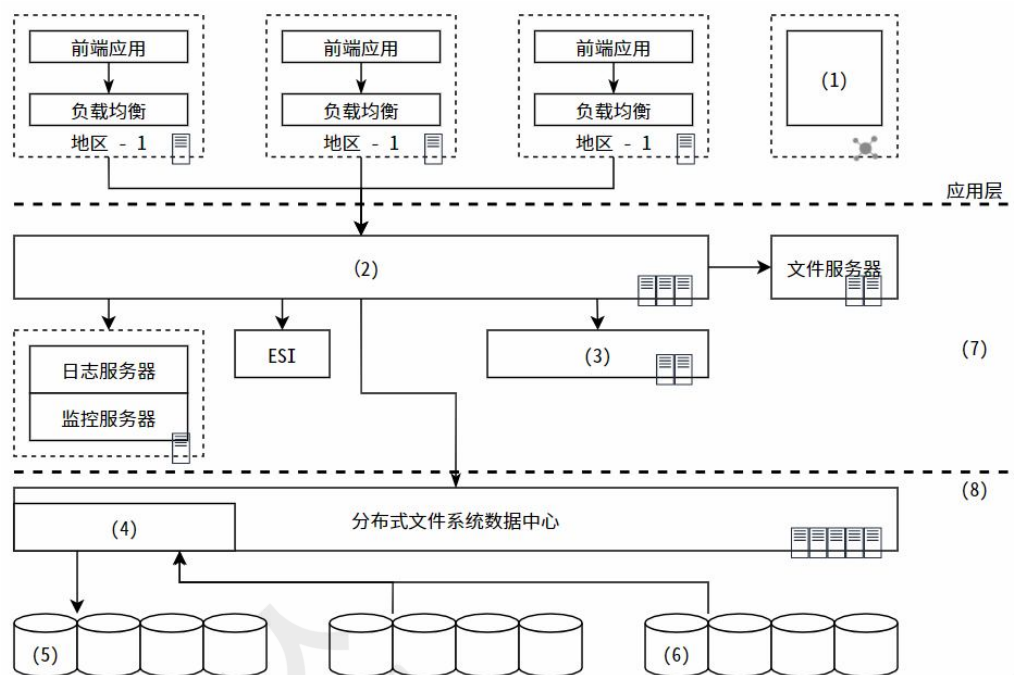 前端应用
前端应用
前端应用
(1)
负载均衡
负载均衡
负载均衡
地区 - 1
地区 - 1
地区 - 1
应用层
(2)
文件服务器
日志服务器
ESI
(3)
(7)
监控服务器
(8)
(4)
分布式文件系统数据中心
(5)
(6)